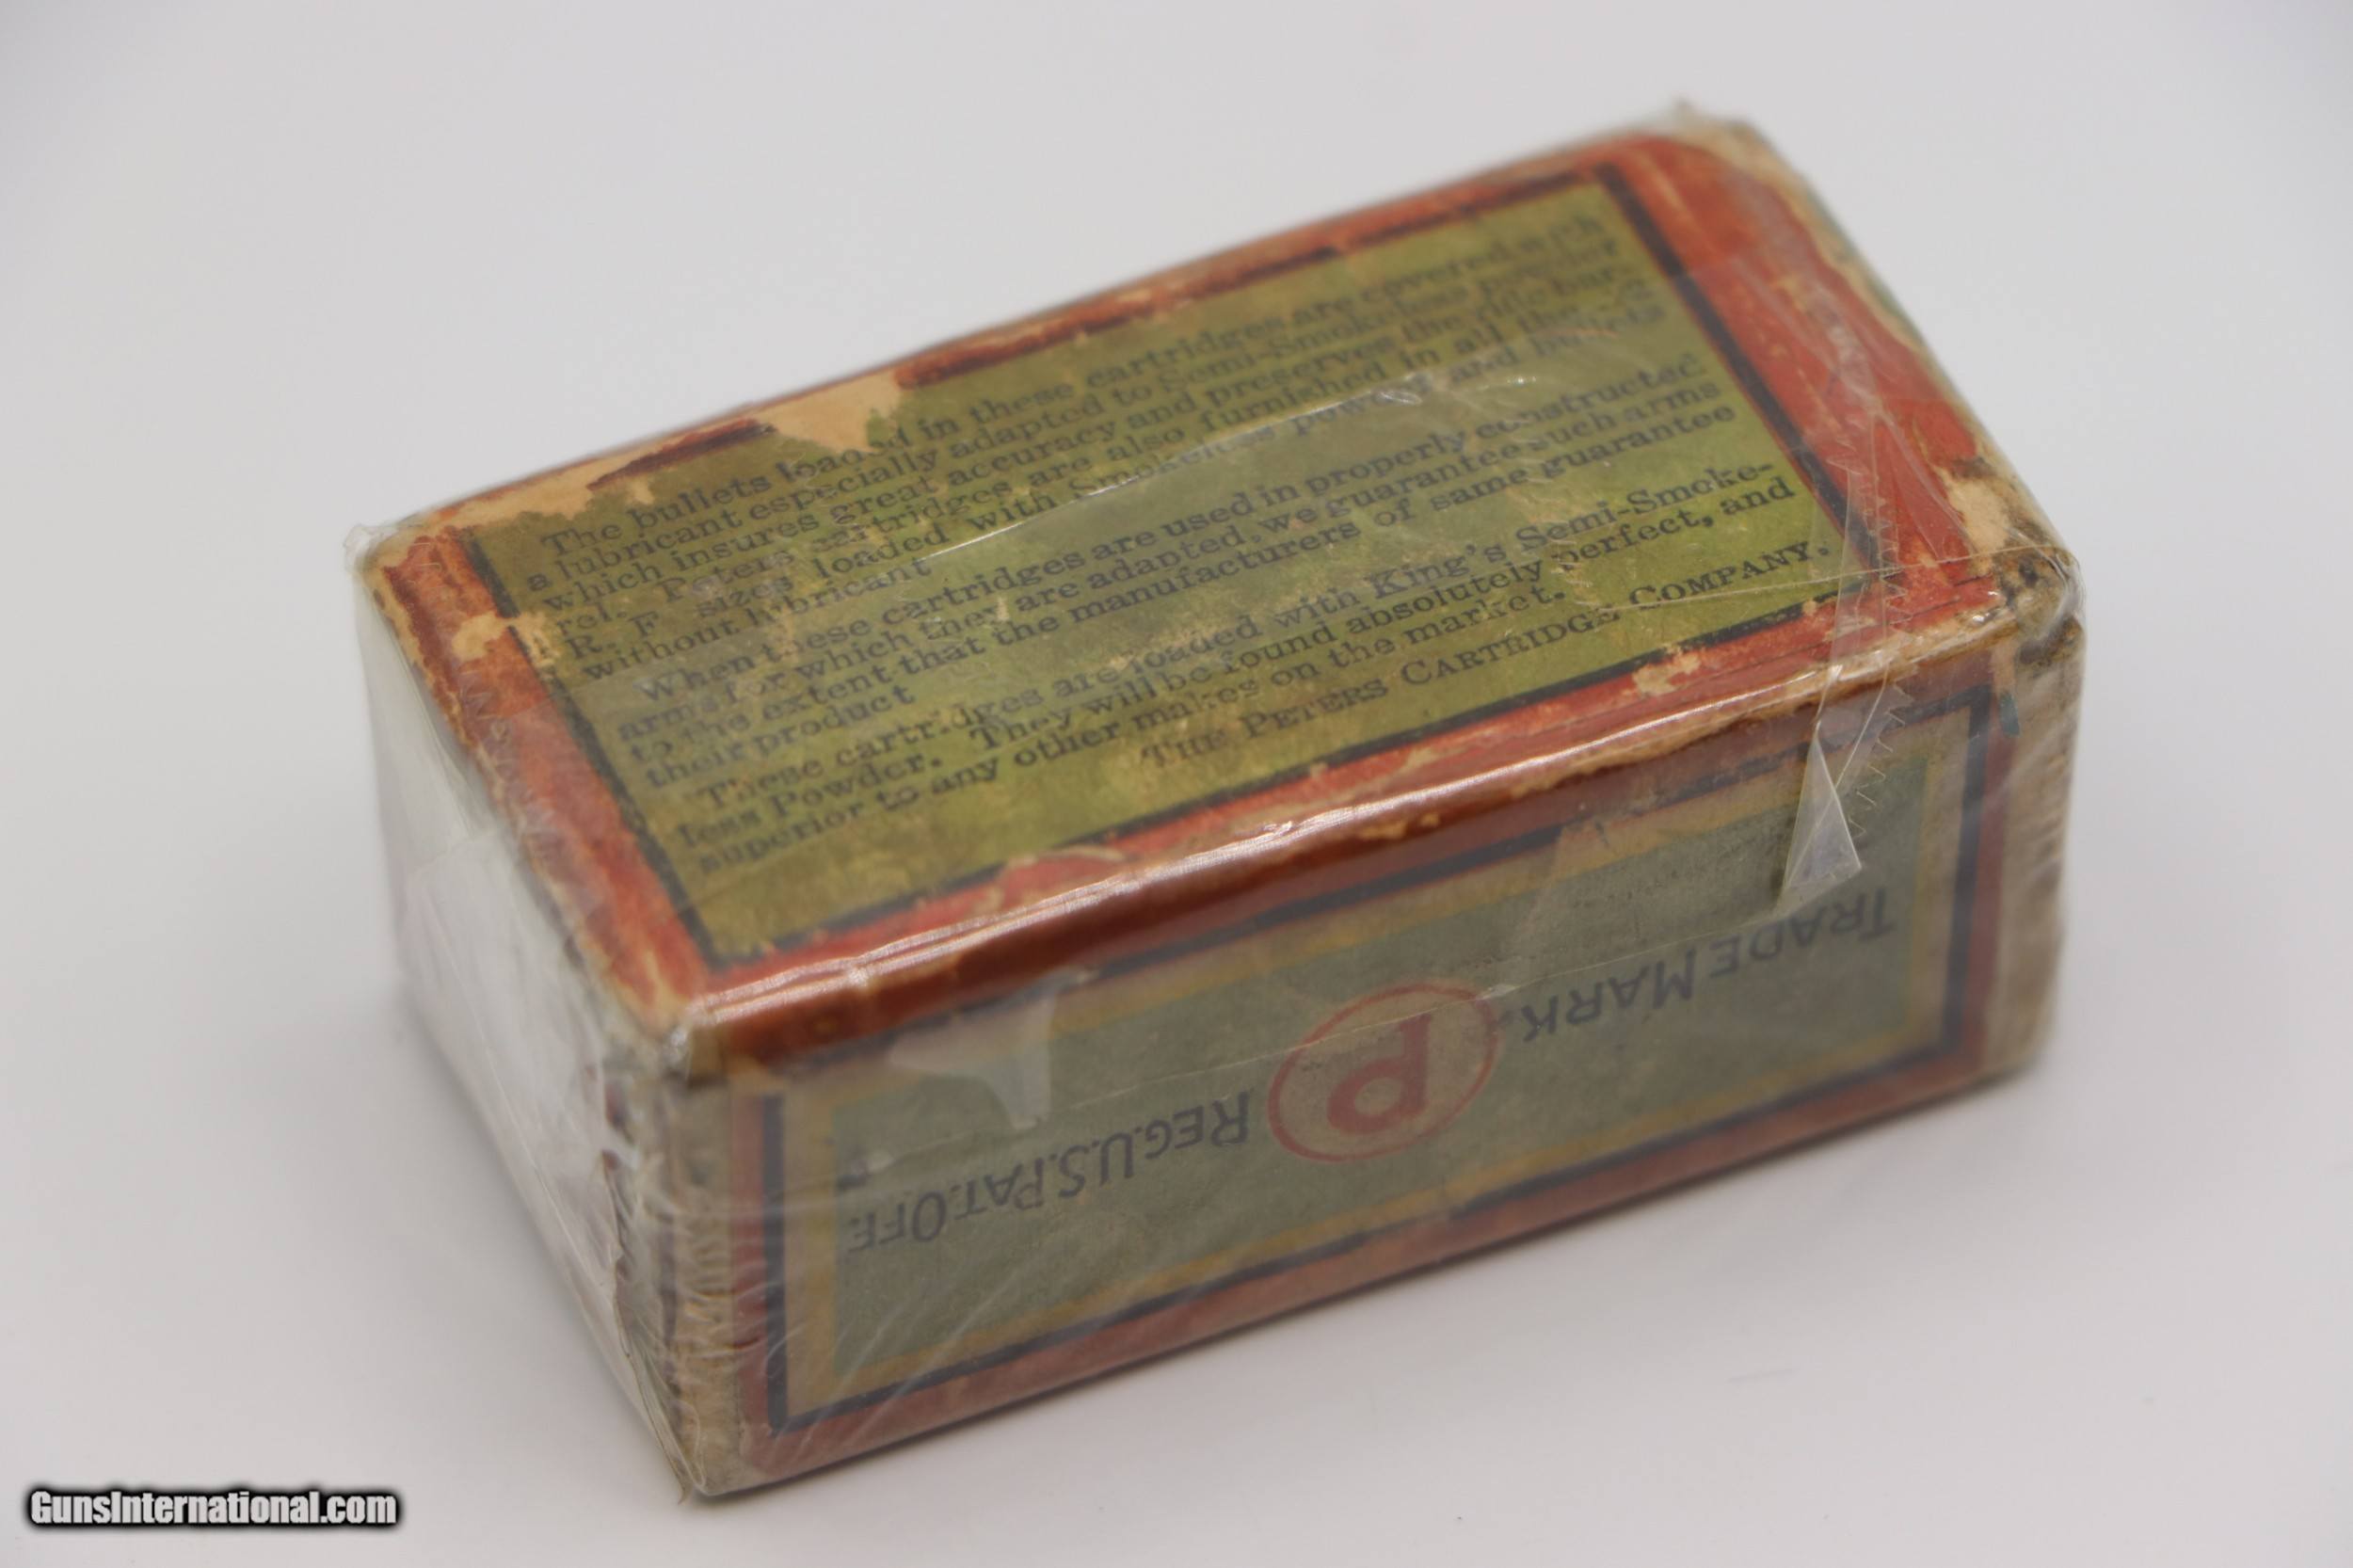 The bullets loaded in these cartridges are covered with
a lubricant especially adapted to Semi-Smokeless powder
which insures great accuracy and preserves the rifle bar-
rel. Peters cartridges are also furnished in all the
R. F. sizes loaded with Smokeless powder and bullets
without lubricant
When these cartridges are used in properly constructed
arms for which they are adapted, we guarantee such arms
to the extent that the manufacturers of same guarantee
their product
These cartridges are loaded with King's Semi-Smoke-
less Powder. They will be found absolutely perfect, and
superior to any other makes on the market.
THE PETERS CARTRIDGE COMPANY.
TRADE MARK P REG.U.S.PAT.OFF.
GunsInternational.com